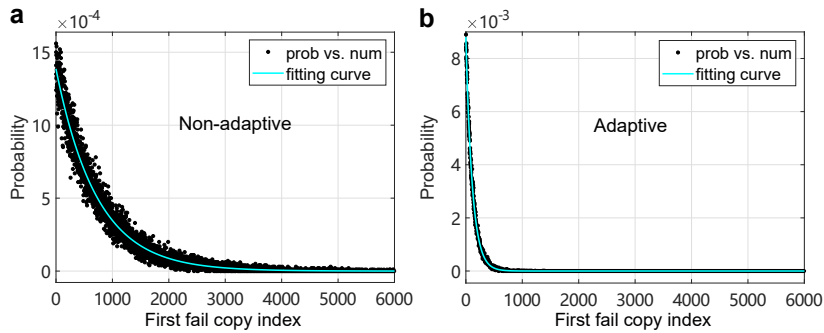 a
×10⁻⁴
15
10
5
0
Probability
prob vs. num
fitting curve
Non-adaptive
0 1000 2000 3000 4000 5000 6000
First fail copy index
b
×10⁻³
8
6
4
2
0
Probability
prob vs. num
fitting curve
Adaptive
0 1000 2000 3000 4000 5000 6000
First fail copy index